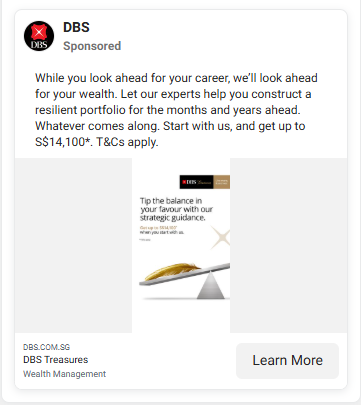 DBS
DBS
Sponsored
While you look ahead for your career, we'll look ahead
for your wealth. Let our experts help you construct a
resilient portfolio for the months and years ahead.
Whatever comes along. Start with us, and get up to
S$14,100*. T&Cs apply.
DBS
Tip the balance in
your favour with our
strategic guidance.
Get up to S$14,100*
when you start with us.
DBS.COM.SG
DBS Treasures
Wealth Management
Learn More